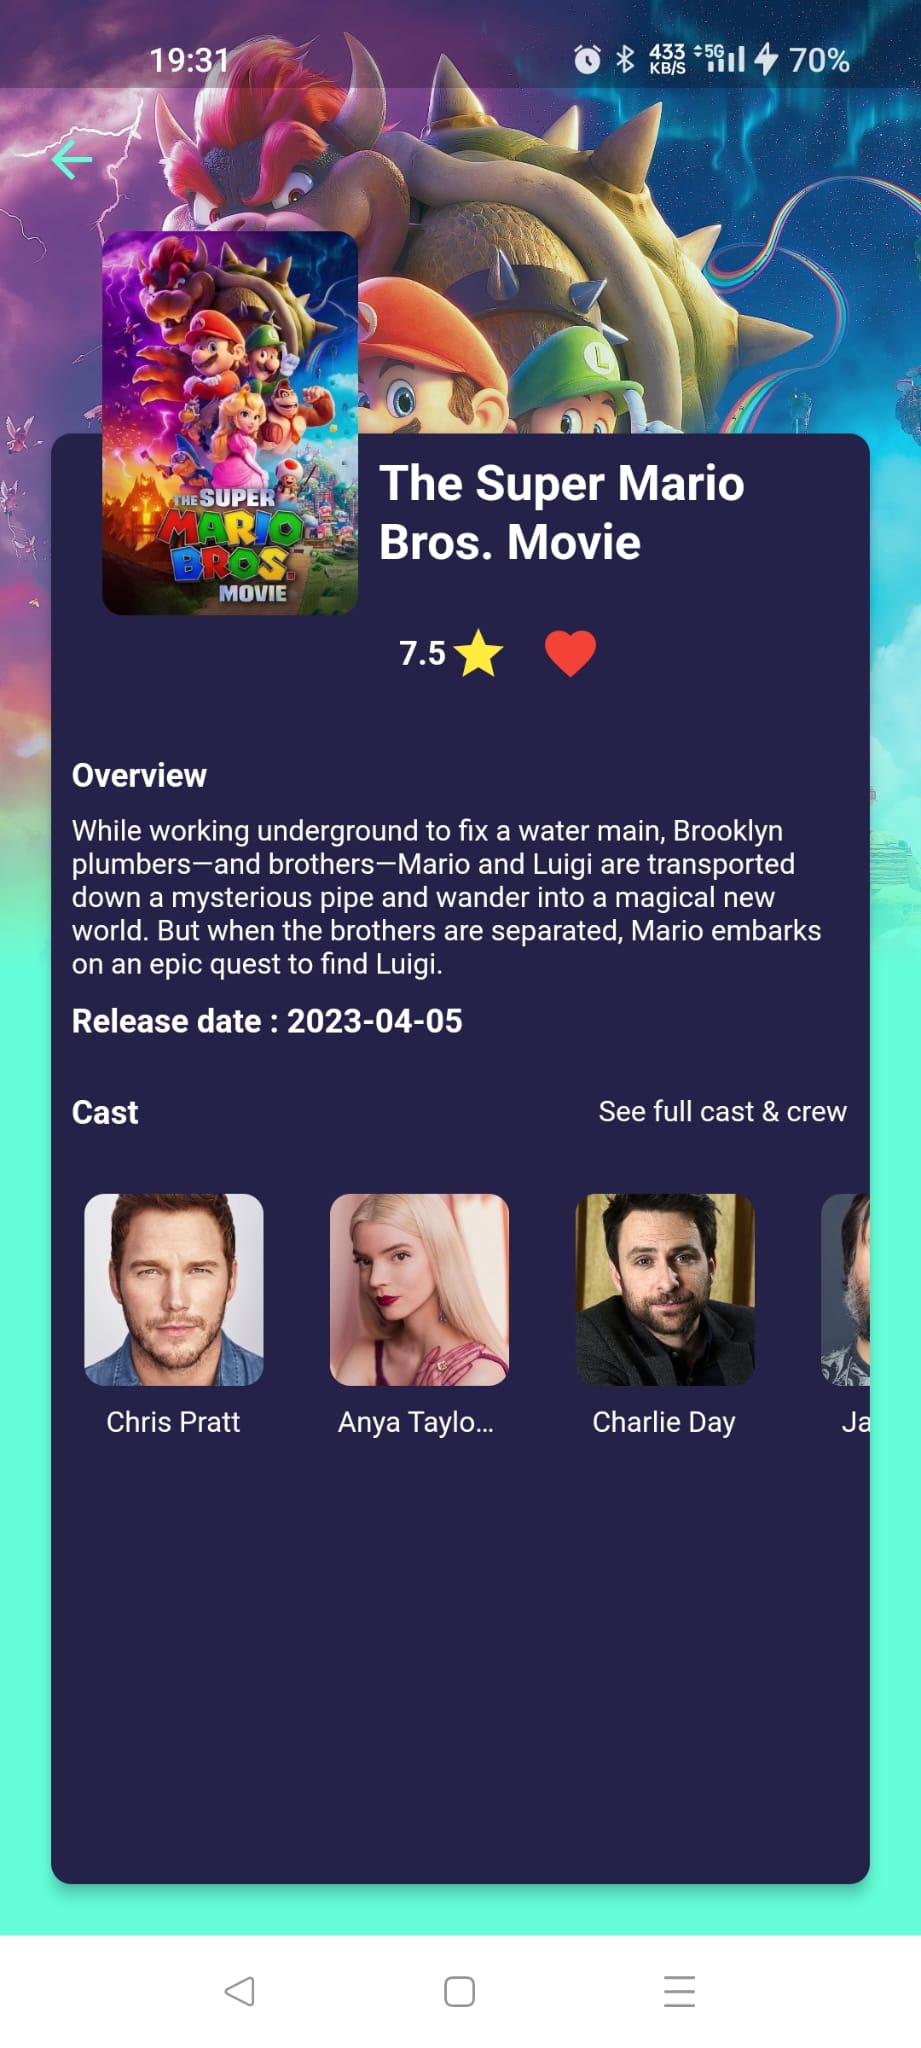 19:31
433
KB/S
5G
70%
THE SUPER
MARIO
BROS.
MOVIE
L
The Super Mario
Bros. Movie
7.5
Overview
While working underground to fix a water main, Brooklyn
plumbers—and brothers—Mario and Luigi are transported
down a mysterious pipe and wander into a magical new
world. But when the brothers are separated, Mario embarks
on an epic quest to find Luigi.
Release date : 2023-04-05
Cast
See full cast & crew
Chris Pratt
Anya Taylo...
Charlie Day
Ja